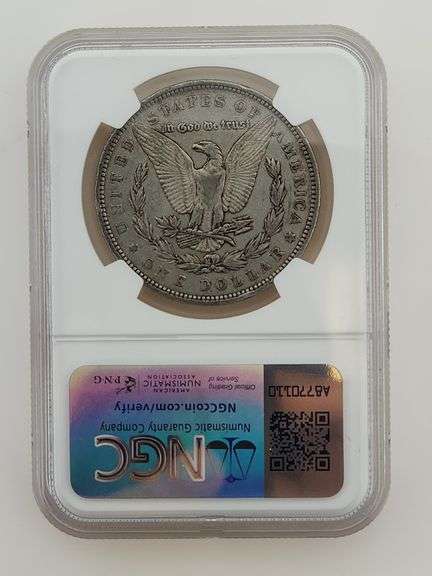 UNITED STATES OF AMERICA
In God we trust
ONE DOLLAR
NGC
Numismatic Guaranty Company
NGCcoin.com/verify
Official Grading
Service of
AMERICAN
NUMISMATIC
ASSOCIATION
PNG
A8770110